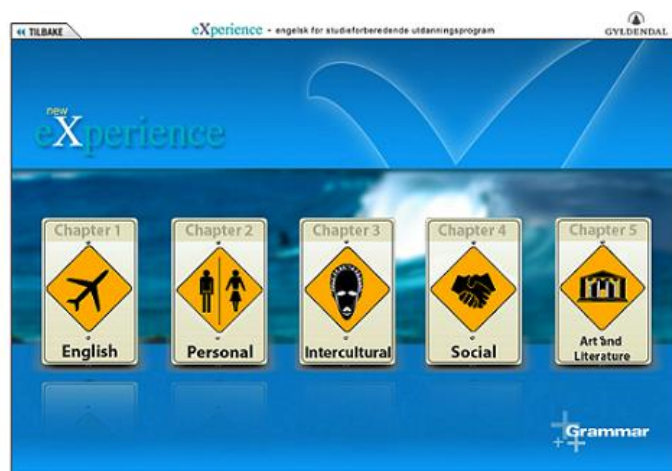 TILBAKE
eXperience - engelsk for studieforberedende utdanningsprogram
GYLDENDAL
new
eXperience
Chapter 1
English
Chapter 2
Personal
Chapter 3
Intercultural
Chapter 4
Social
Chapter 5
Art and
Literature
Grammar